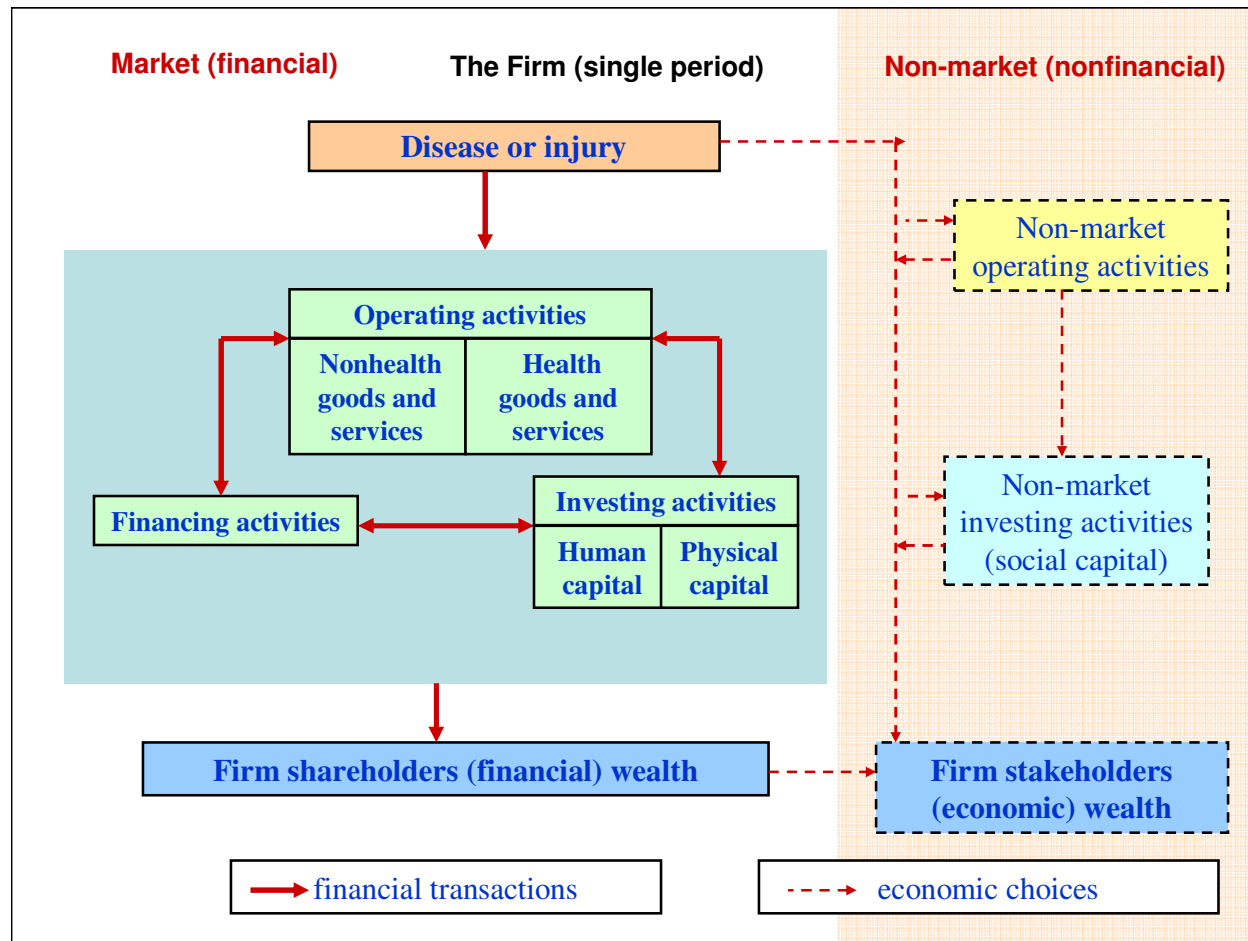 Market (financial)
The Firm (single period)
Non-market (nonfinancial)
Disease or injury
Non-market
operating activities
Operating activities
Nonhealth
goods and
services
Health
goods and
services
Financing activities
Investing activities
Human
capital
Physical
capital
Non-market
investing activities
(social capital)
Firm shareholders (financial) wealth
Firm stakeholders
(economic) wealth
financial transactions
economic choices